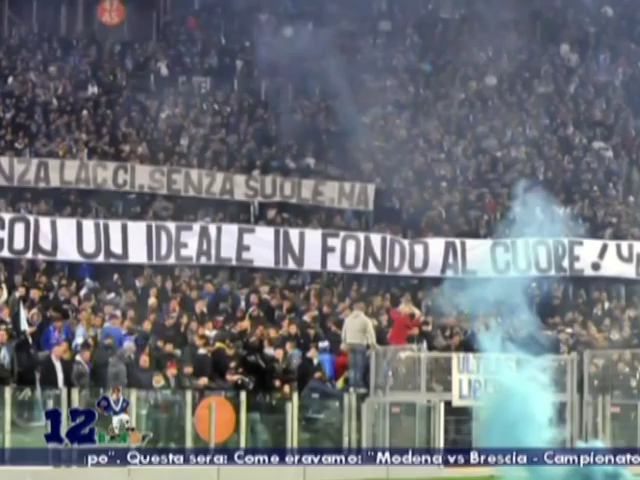 NZA LACCI, SENZA SUOLE, MA
CON UN IDEALE IN FONDO AL CUORE!
12
po". Questa sera: Come eravamo: "Modena vs Brescia - Campionato